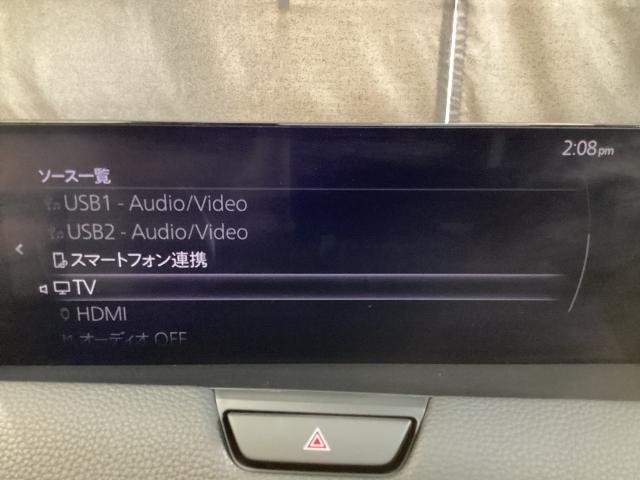 2:08pm
ソース一覧
USB1 - Audio/Video
USB2 - Audio/Video
スマートフォン連携
TV
HDMI
オーディオ OFF